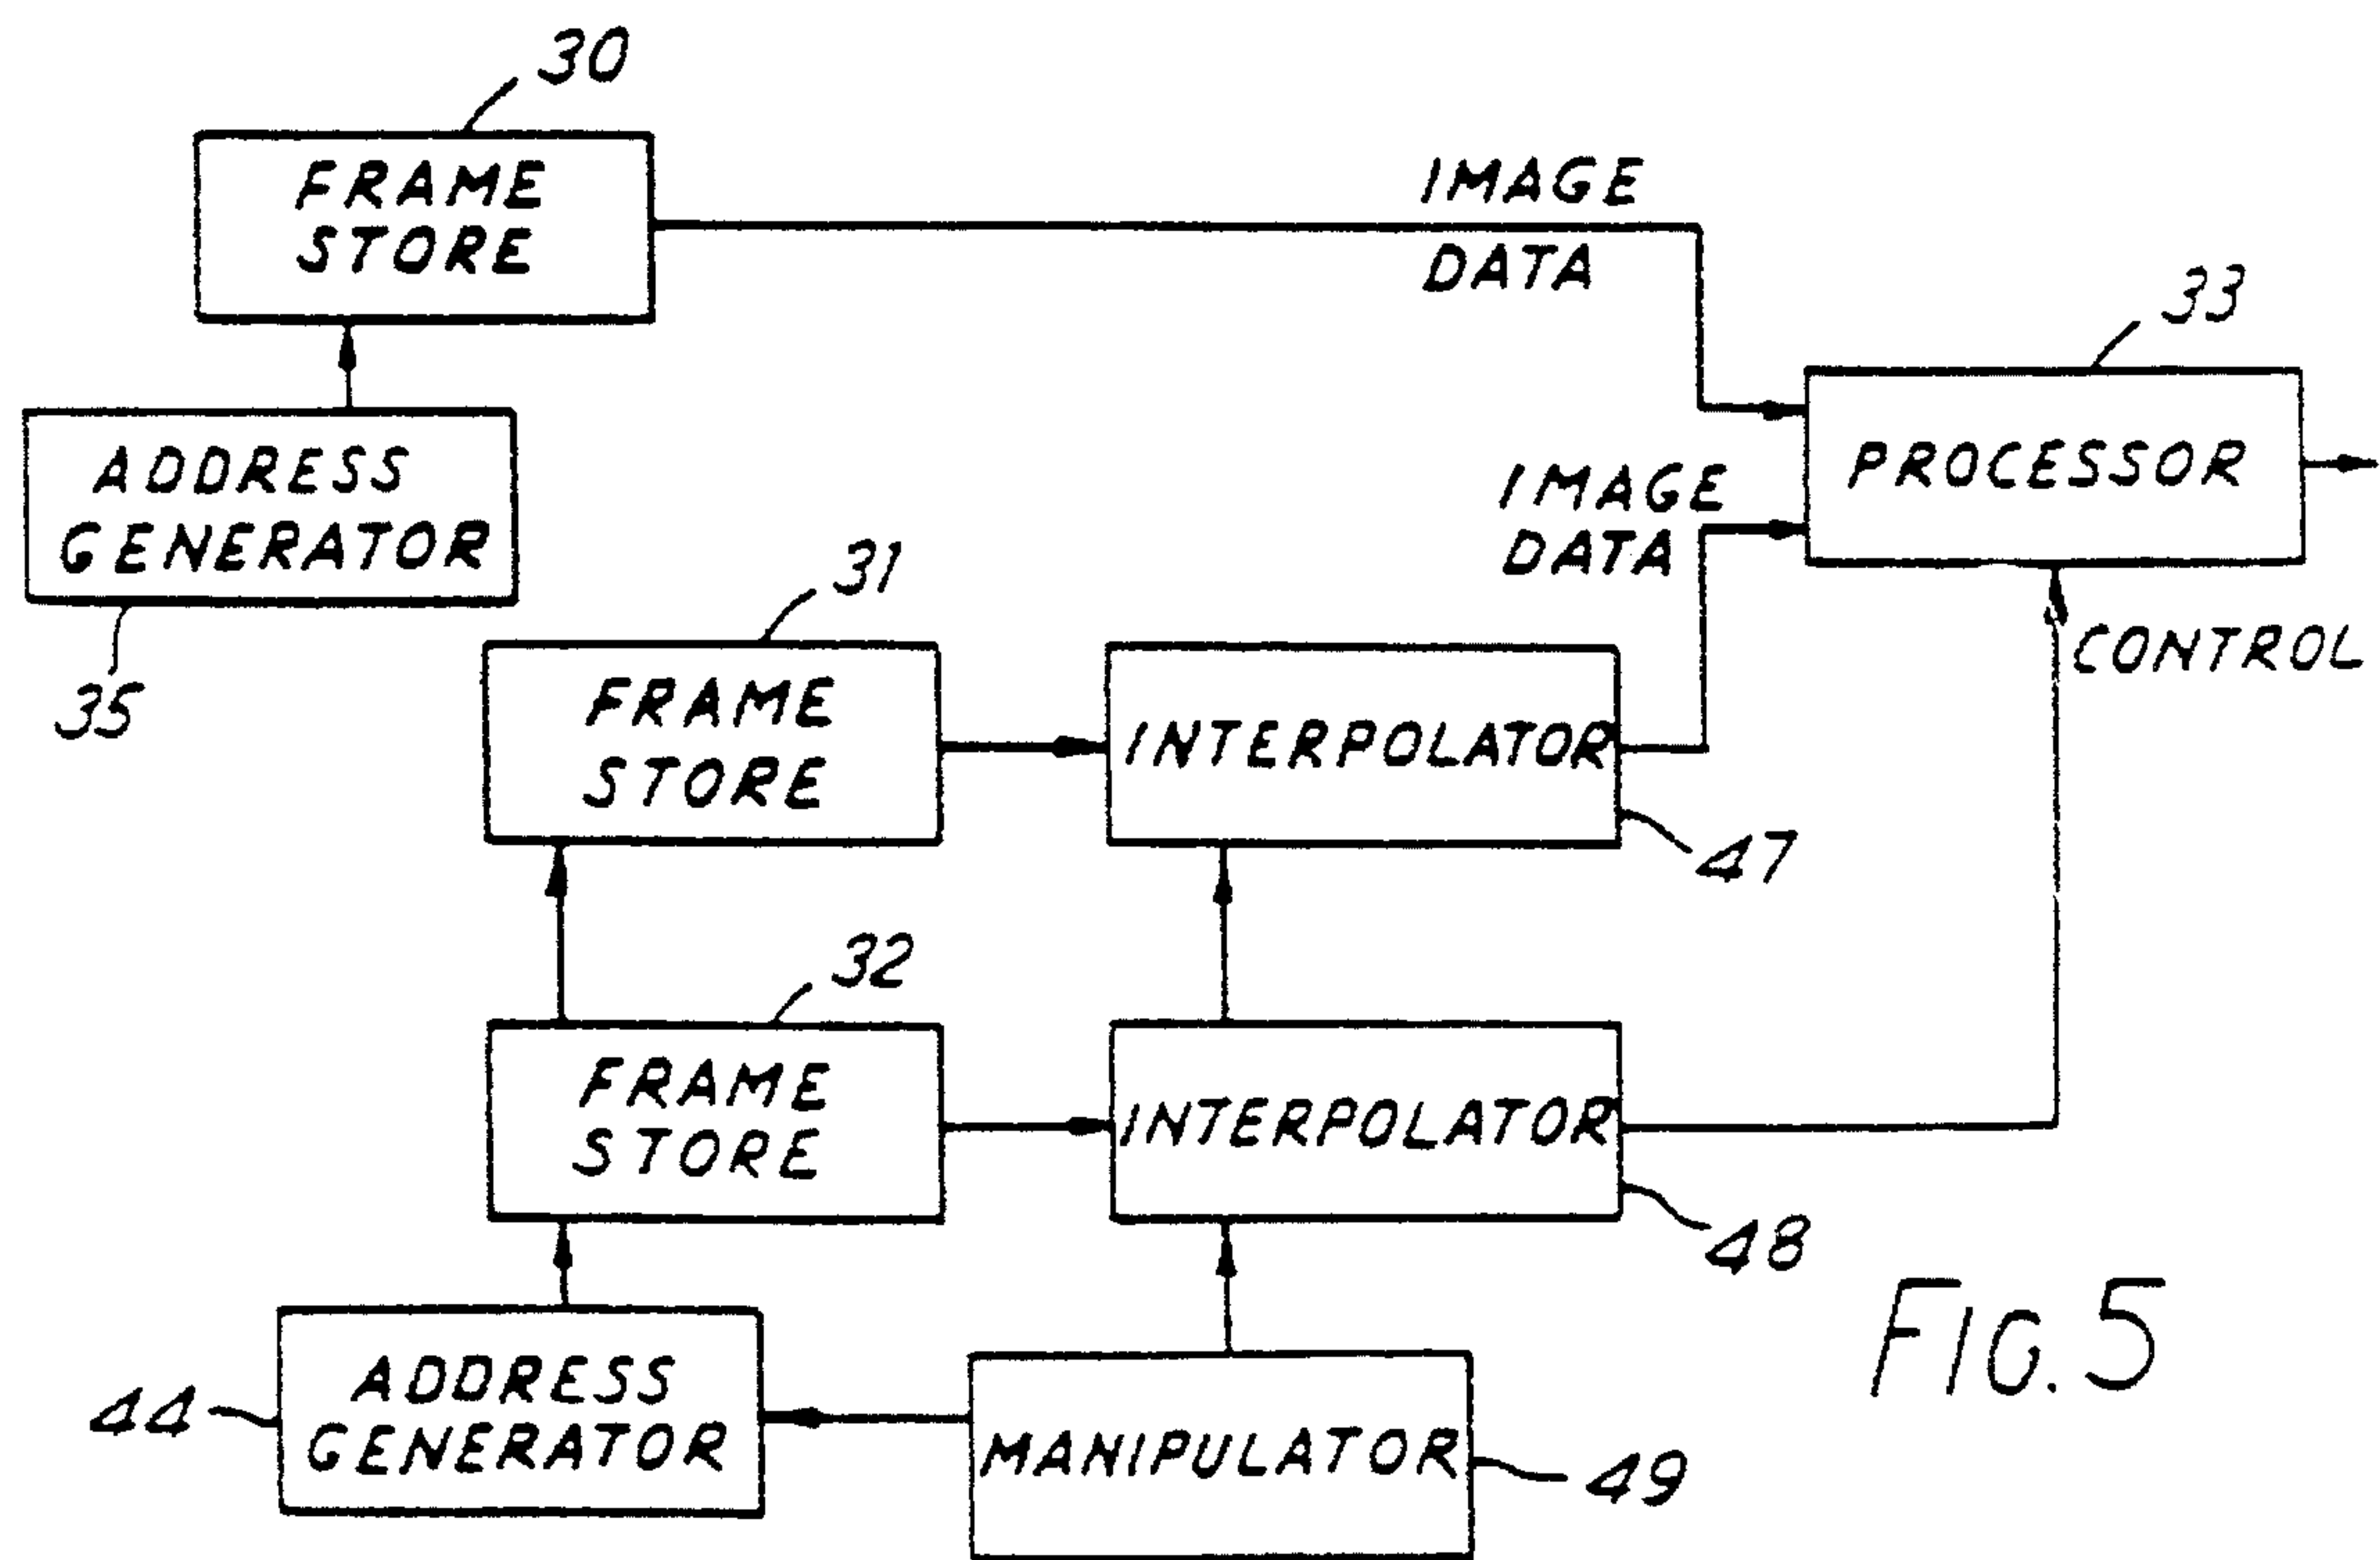 30
FRAME
STORE
IMAGE
DATA
33
PROCESSOR
ADDRESS
GENERATOR
35
IMAGE
DATA
CONTROL
31
FRAME
STORE
INTERPOLATOR
47
32
FRAME
STORE
INTERPOLATOR
48
44
ADDRESS
GENERATOR
MANIPULATOR
49
FIG. 5